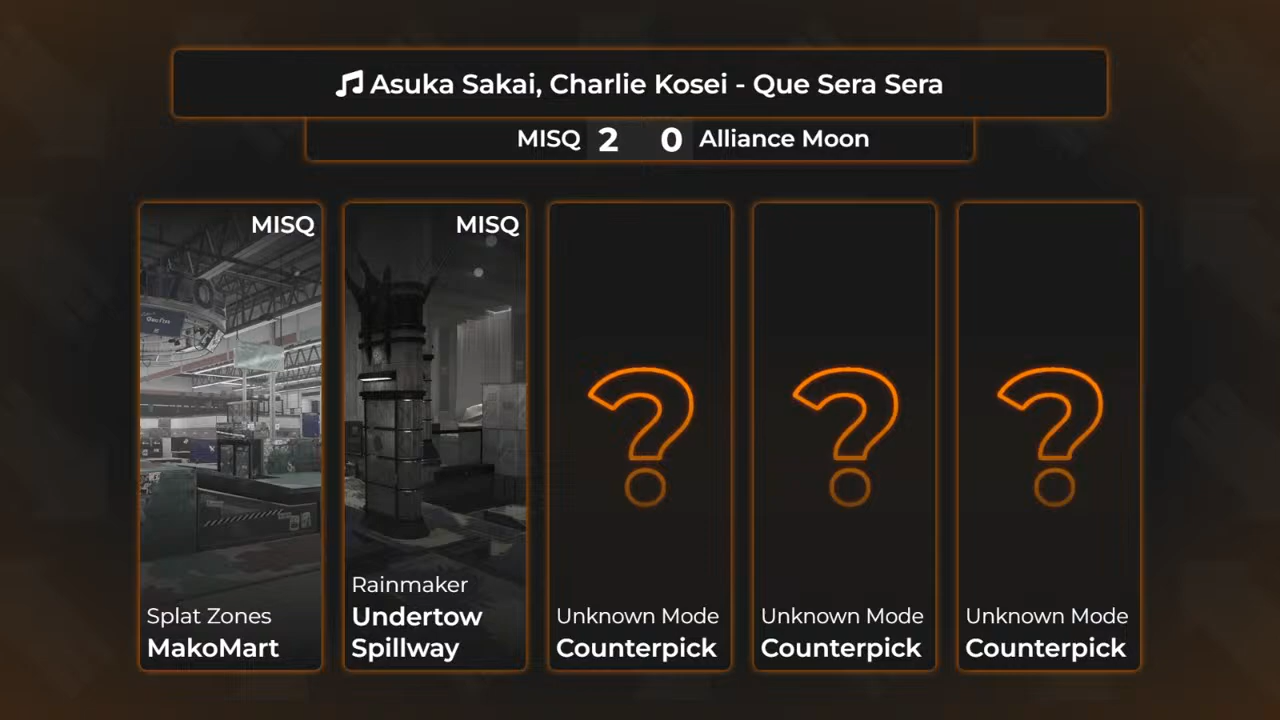 Asuka Sakai, Charlie Kosei - Que Sera Sera
MISQ 2 0 Alliance Moon
MISQ
Splat Zones
MakoMart
MISQ
Rainmaker
Undertow
Spillway
Unknown Mode
Counterpick
Unknown Mode
Counterpick
Unknown Mode
Counterpick